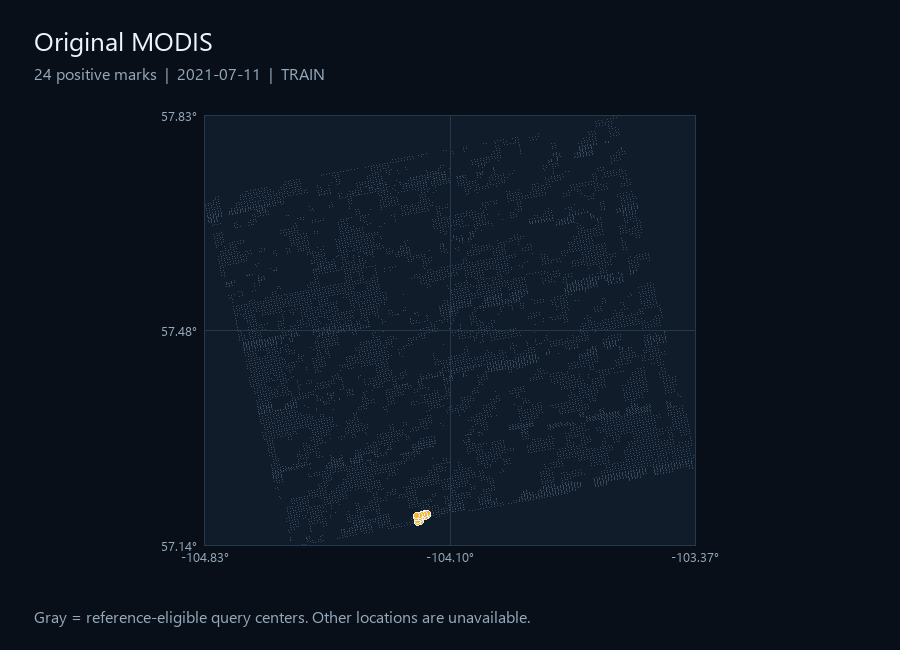 Original MODIS
24 positive marks | 2021-07-11 | TRAIN
57.83°
57.48°
57.14°
-104.83°
-104.10°
-103.37°
Gray = reference-eligible query centers. Other locations are unavailable.